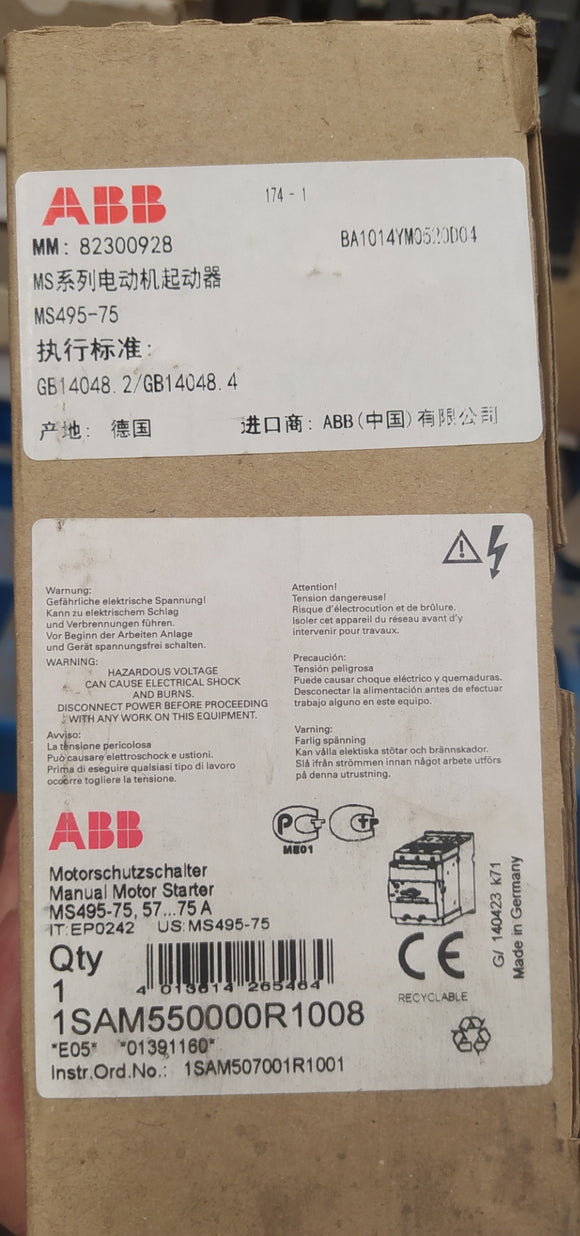 ABB
174 - 1
MM: 82300928
BA1014YM0520D04
MS系列电动机起动器
MS495-75
执行标准:
GB14048.2/GB14048.4
产地: 德国
进口商: ABB(中国)有限公司
Warnung:
Gefährliche elektrische Spannung!
Kann zu elektrischem Schlag
und Verbrennungen führen.
Vor Beginn der Arbeiten Anlage
und Gerät spannungsfrei schalten.
WARNING:
HAZARDOUS VOLTAGE
CAN CAUSE ELECTRICAL SHOCK
AND BURNS.
DISCONNECT POWER BEFORE PROCEEDING
WITH ANY WORK ON THIS EQUIPMENT.
Avviso:
La tensione pericolosa
Può causare elettroschock e ustioni.
Prima di eseguire qualsiasi tipo di lavoro
occorre togliere la tensione.
Attention!
Tension dangereuse!
Risque d'électrocution et de brûlure.
Isoler cet appareil du réseau avant d'y
intervenir pour travaux.
Precaución:
Tensión peligrosa
Puede causar choque eléctrico y quemaduras.
Desconectar la alimentación antes de efectuar
trabajo alguno en este equipo.
Varning:
Farlig spänning
Kan välla elektiska stötar och brännskador.
Slå ifrån strömmen innan något arbete utförs
på denna utrustning.
ABB
ME01
Motorschutzschalter
Manual Motor Starter
MS495-75, 57...75 A
IT:EP0242 US:MS495-75
Qty
1
4 013614 265464
1SAM550000R1008
*E05* *01391160*
Instr.Ord.No.: 1SAM507001R1001
CE
RECYCLABLE
G/ 140423 k71
Made in Germany